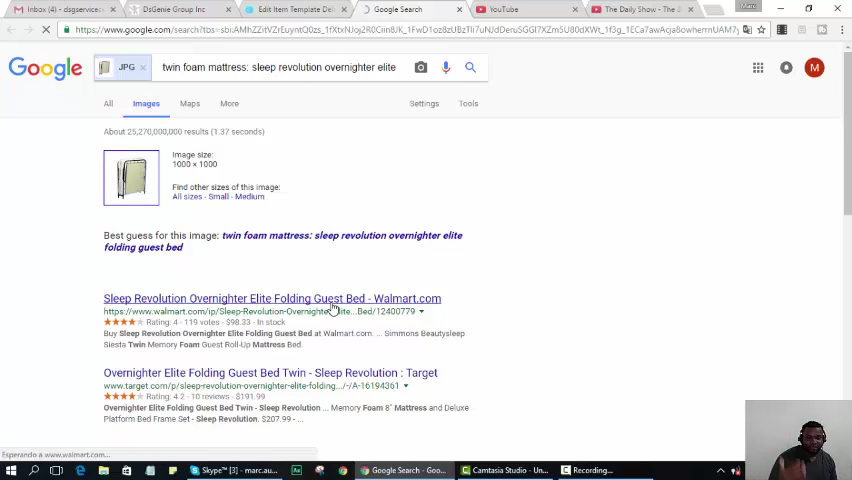 Inbox - dsgservice:
DsGenie Group Inc
Edit Item Template Del
Google Search
YouTube
The Daily Show - The
Marc
https://www.google.com/search?tbs=sbi:
Google
JPG
twin foam mattress: sleep revolution overnighter elite
All
Images
Maps
More
Settings
Tools
M
About 25,270,000,000 results (1.37 seconds)
Image size:
1000 × 1000
Find other sizes of this image:
All sizes - Small - Medium
Best guess for this image: twin foam mattress: sleep revolution overnighter elite
folding guest bed
Sleep Revolution Overnighter Elite Folding Guest Bed - Walmart.com
https://www.walmart.com/ip/Sleep-Revolution-Overnighter-Elite...Bed/12400779
Rating: 4 - 119 votes - $98.33 - In stock
Buy Sleep Revolution Overnighter Elite Folding Guest Bed at Walmart.com. ... Simmons Beautysleep
Siesta Twin Memory Foam Guest Roll-Up Mattress Bed.
Overnighter Elite Folding Guest Bed Twin - Sleep Revolution : Target
https://www.target.com/p/sleep-revolution-overnighter-elite-folding.../-/A-16194361
Rating: 4.2 - 10 reviews - $191.99
Overnighter Elite Folding Guest Bed Twin - Sleep Revolution ... Memory Foam 8" Mattress and Deluxe
Platform Bed Frame Set - Sleep Revolution. $207.99 - ...
Esperando a www.walmart.com...
Skype™ [3] - marc.au...
Google Search - Goo...
Camtasia Studio - Un...
Recording...